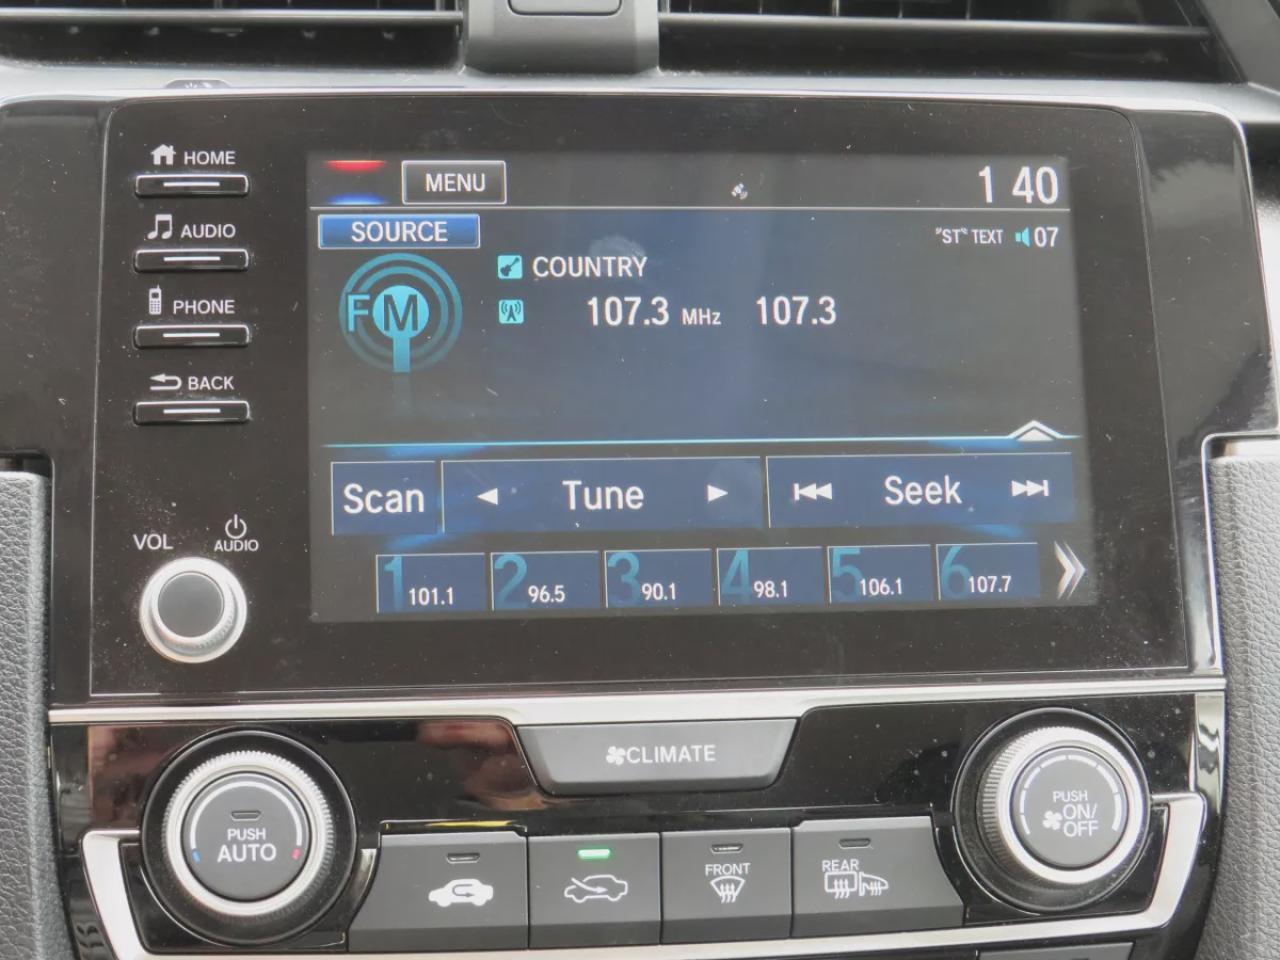 HOME
MENU
1 40
SOURCE
AUDIO
"ST" TEXT 07
COUNTRY
FM
107.3 MHz 107.3
PHONE
BACK
Scan
Tune
Seek
VOL
AUDIO
1 101.1
2 96.5
3 90.1
4 98.1
5 106.1
6 107.7
CLIMATE
PUSH
AUTO
FRONT
REAR
PUSH
ON/
OFF